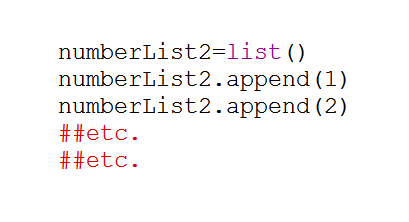 numberList2=list()
numberList2.append(1)
numberList2.append(2)
##etc.
##etc.